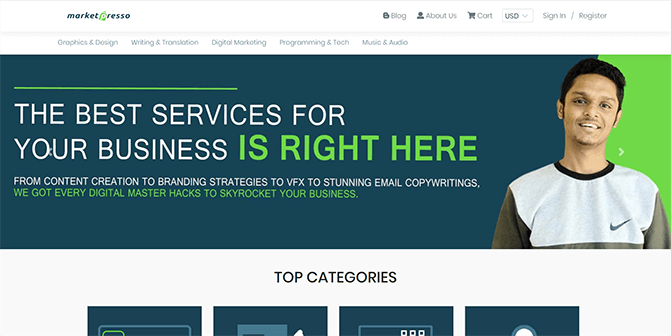 marketpresso
Blog About Us Cart USD Sign In / Register
Graphics & Design Writing & Translation Digital Marketing Programming & Tech Music & Audio
THE BEST SERVICES FOR
YOUR BUSINESS IS RIGHT HERE
FROM CONTENT CREATION TO BRANDING STRATEGIES TO VFX TO STUNNING EMAIL COPYWRITINGS,
WE GOT EVERY DIGITAL MASTER HACKS TO SKYROCKET YOUR BUSINESS.
TOP CATEGORIES